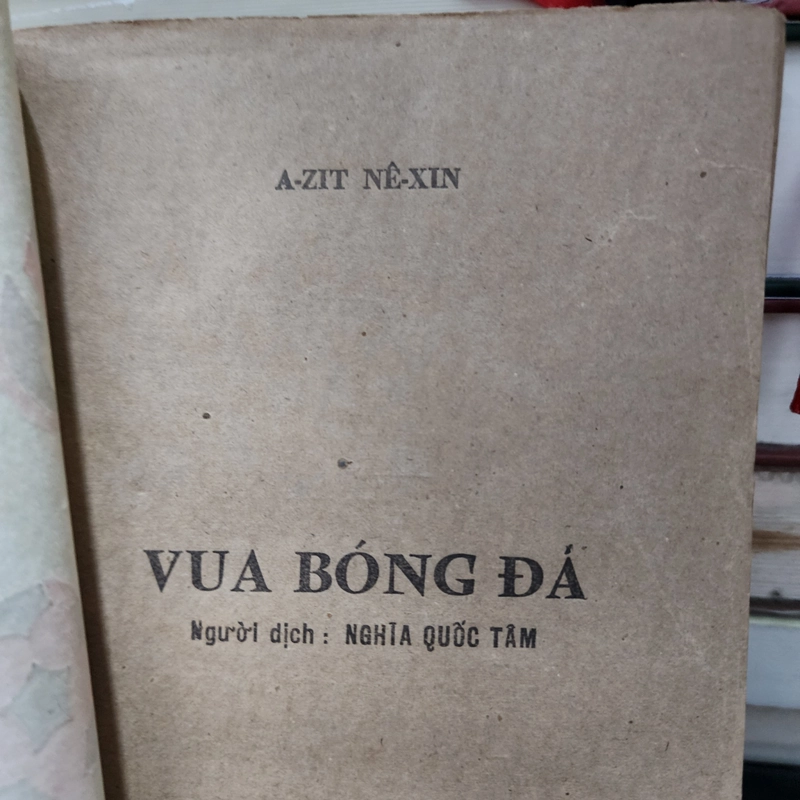 A-ZIT NÊ-XIN
VUA BÓNG ĐÁ
Người dịch : NGHĨA QUỐC TÂM